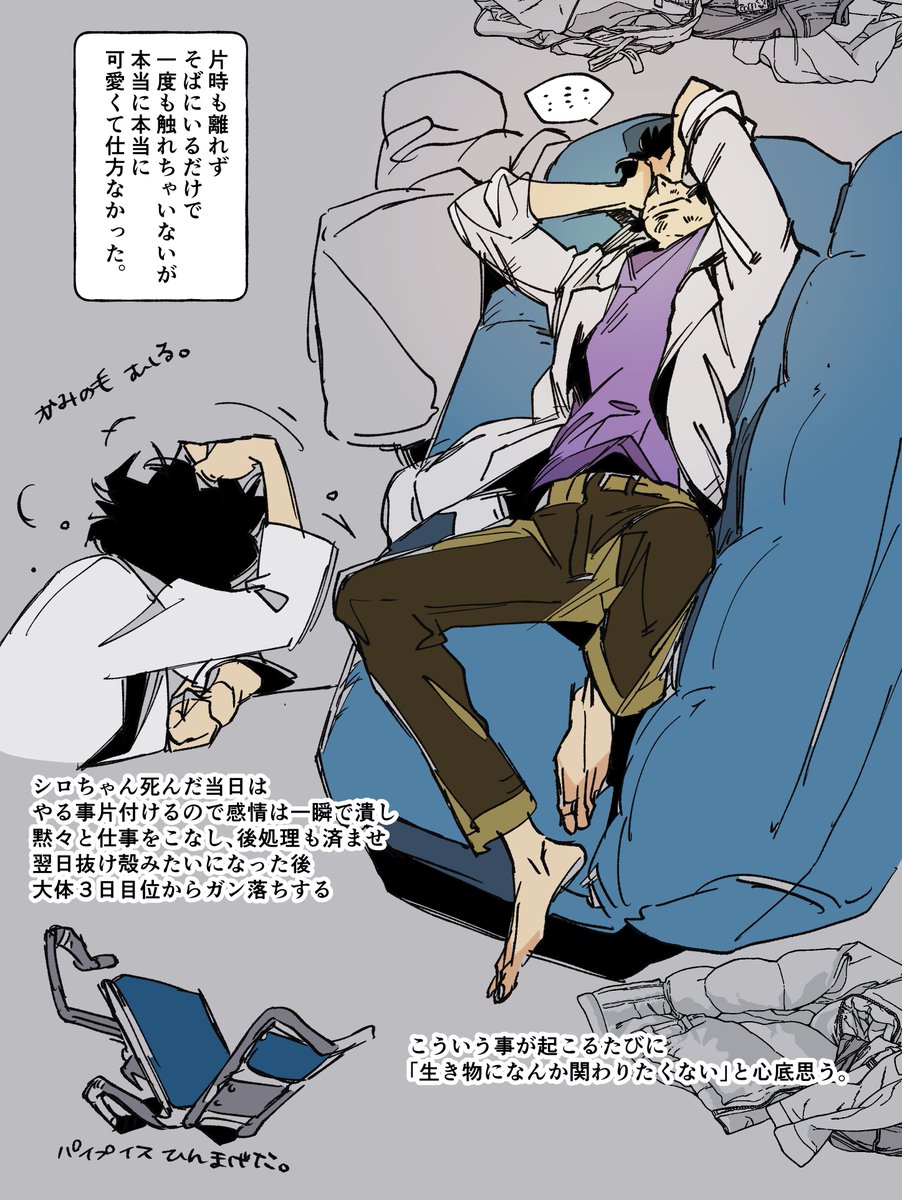 片時も離れず
そばにいるだけで
一度も触れちゃいないが
本当に本当に
可愛くて仕方なかった。
かみのも むしる。
シロちゃん死んだ当日は
やる事片付けるので感情は一瞬で潰し
黙々と仕事をこなし、後処理も済ませ
翌日抜け殻みたいになった後
大体３日目位からガン落ちする
こういう事が起こるたびに
「生き物になんか関わりたくない」と心底思う。
パイプイス ひんまげた。